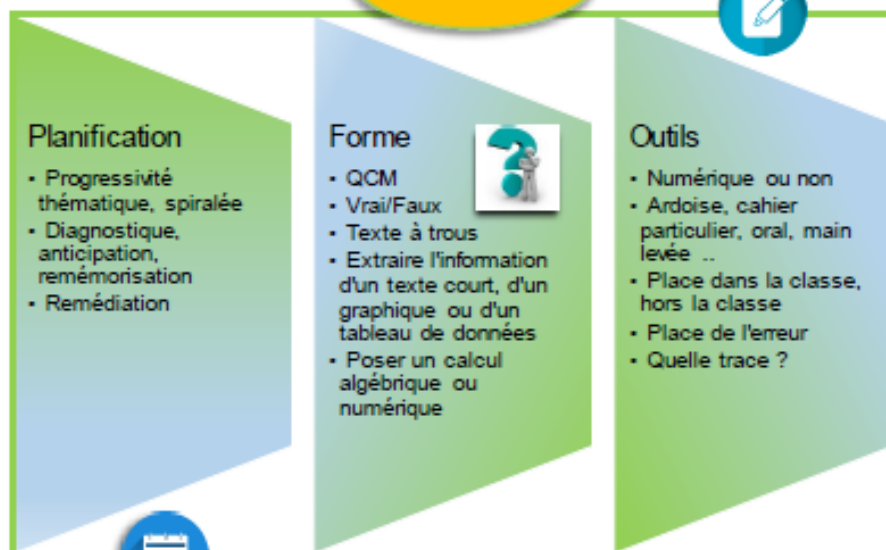 Planification
• Progressivité
thématique, spiralée
• Diagnostique,
anticipation,
remémorisation
• Remédiation
Forme
• QCM
• Vrai/Faux
• Texte à trous
• Extraire l'information
d'un texte court, d'un
graphique ou d'un
tableau de données
• Poser un calcul
algébrique ou
numérique
Outils
• Numérique ou non
• Ardoise, cahier
particulier, oral, main
levée ..
• Place dans la classe,
hors la classe
• Place de l'erreur
• Quelle trace ?